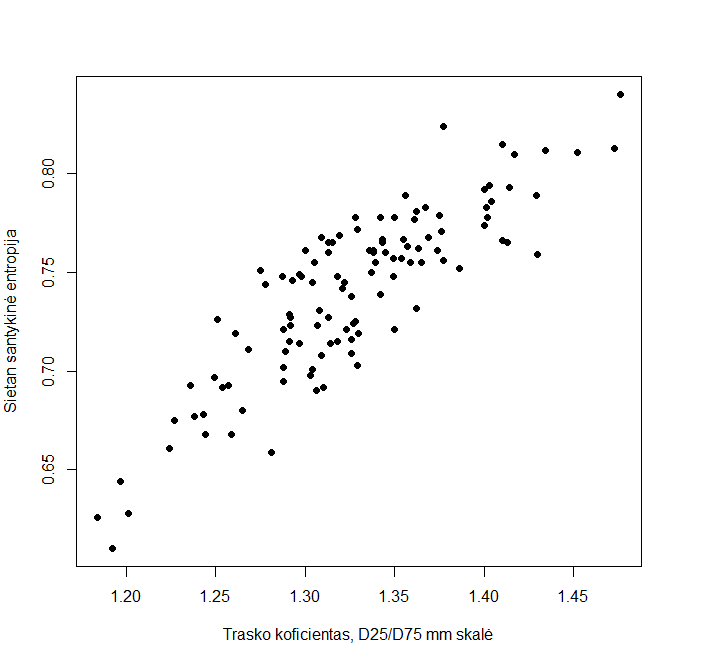 Sietan santykinė entropija
0.80
0.75
0.70
0.65
1.20 1.25 1.30 1.35 1.40 1.45
Trasko koficientas, D25/D75 mm skalė